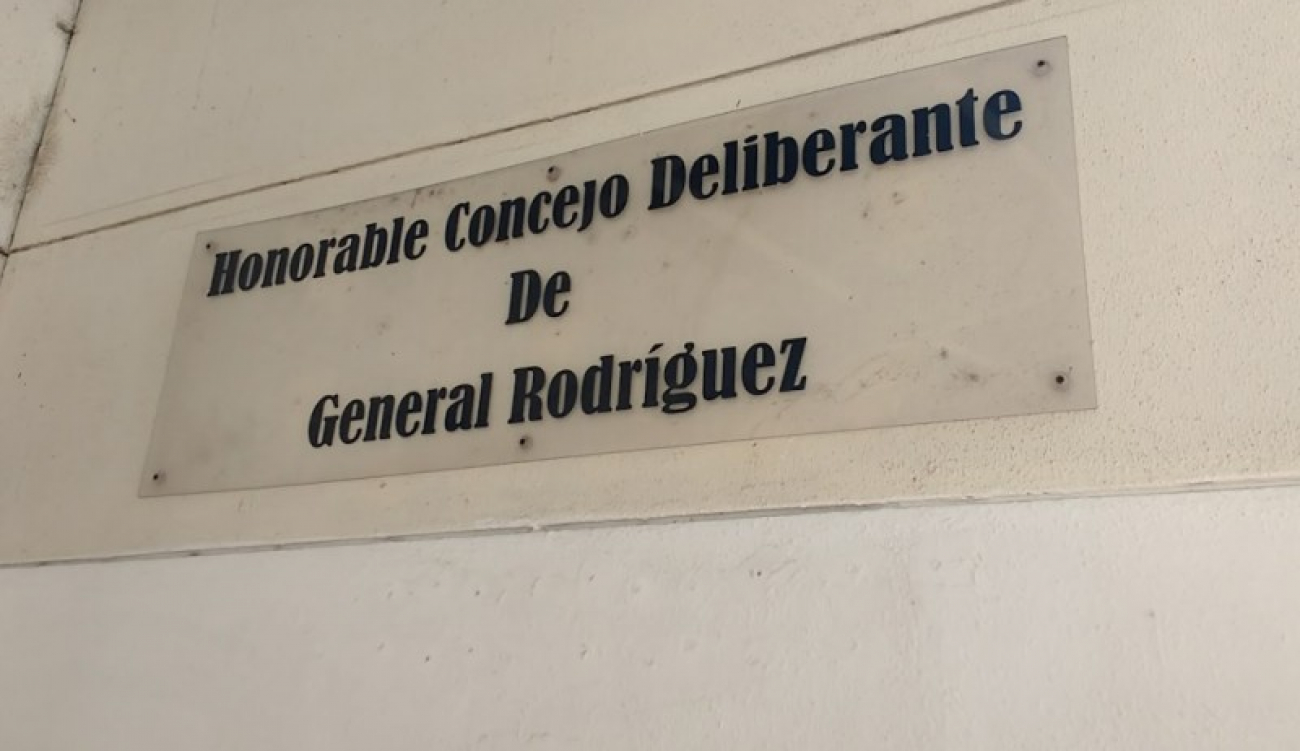 Honorable Concejo Deliberante
De
General Rodríguez